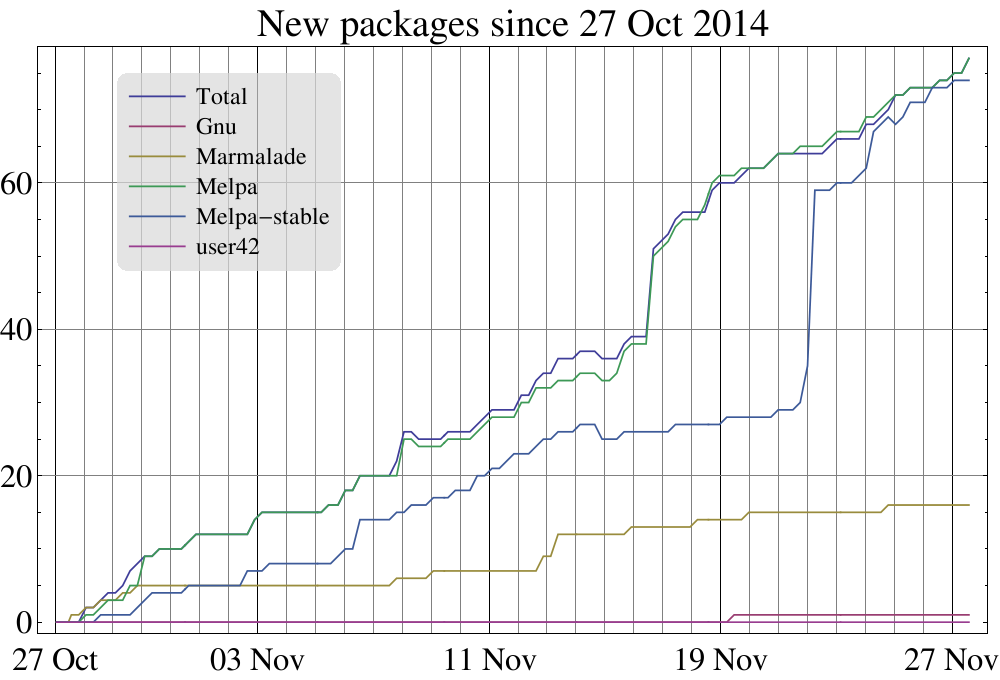 New packages since 27 Oct 2014
Total
Gnu
Marmalade
Melpa
Melpa−stable
user42
60
40
20
0
27 Oct 03 Nov 11 Nov 19 Nov 27 Nov